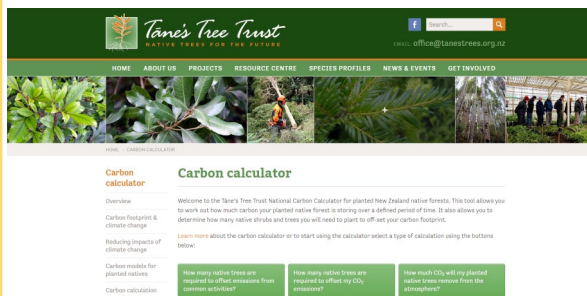 Tāne's Tree Trust
NATIVE TREES FOR THE FUTURE
f
Search...
EMAIL: office@tanestrees.org.nz
HOME ABOUT US PROJECTS RESOURCE CENTRE SPECIES PROFILES NEWS & EVENTS GET INVOLVED
HOME > CARBON CALCULATOR
Carbon
calculator
Overview
Carbon footprint &
climate change
Reducing impacts of
climate change
Carbon models for
planted natives
Carbon calculation
Carbon calculator
Welcome to the Tāne's Tree Trust National Carbon Calculator for planted New Zealand native forests. This tool allows you
to work out how much carbon your planted native forest is storing over a defined period of time. It also allows you to
determine how many native shrubs and trees you will need to plant to off-set your carbon footprint.
Learn more about the carbon calculator or to start using the calculator select a type of calculation using the buttons
below:
How many native trees are
required to offset emissions from
common activities?
How many native trees are
required to offset my CO₂
emissions?
How much CO₂ will my planted
native trees remove from the
atmosphere?